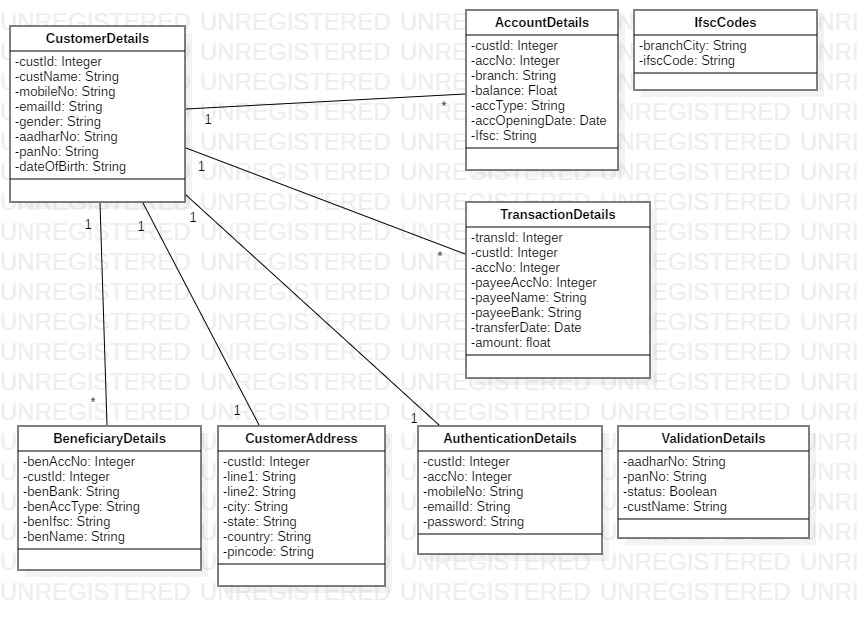 CustomerDetails
-custId: Integer
-custName: String
-mobileNo: String
-emailId: String
-gender: String
-aadharNo: String
-panNo: String
-dateOfBirth: String
AccountDetails
-custId: Integer
-accNo: Integer
-branch: String
-balance: Float
-accType: String
-accOpeningDate: Date
-Ifsc: String
IfscCodes
-branchCity: String
-ifscCode: String
1
*
1
*
TransactionDetails
-transId: Integer
-custId: Integer
-accNo: Integer
-payeeAccNo: Integer
-payeeName: String
-payeeBank: String
-transferDate: Date
-amount: float
1
1
1
*
1
1
BeneficiaryDetails
-benAccNo: Integer
-custId: Integer
-benBank: String
-benAccType: String
-benIfsc: String
-benName: String
CustomerAddress
-custId: Integer
-line1: String
-line2: String
-city: String
-state: String
-country: String
-pincode: String
AuthenticationDetails
-custId: Integer
-accNo: Integer
-mobileNo: String
-emailId: String
-password: String
ValidationDetails
-aadharNo: String
-panNo: String
-status: Boolean
-custName: String
UNREGISTERED